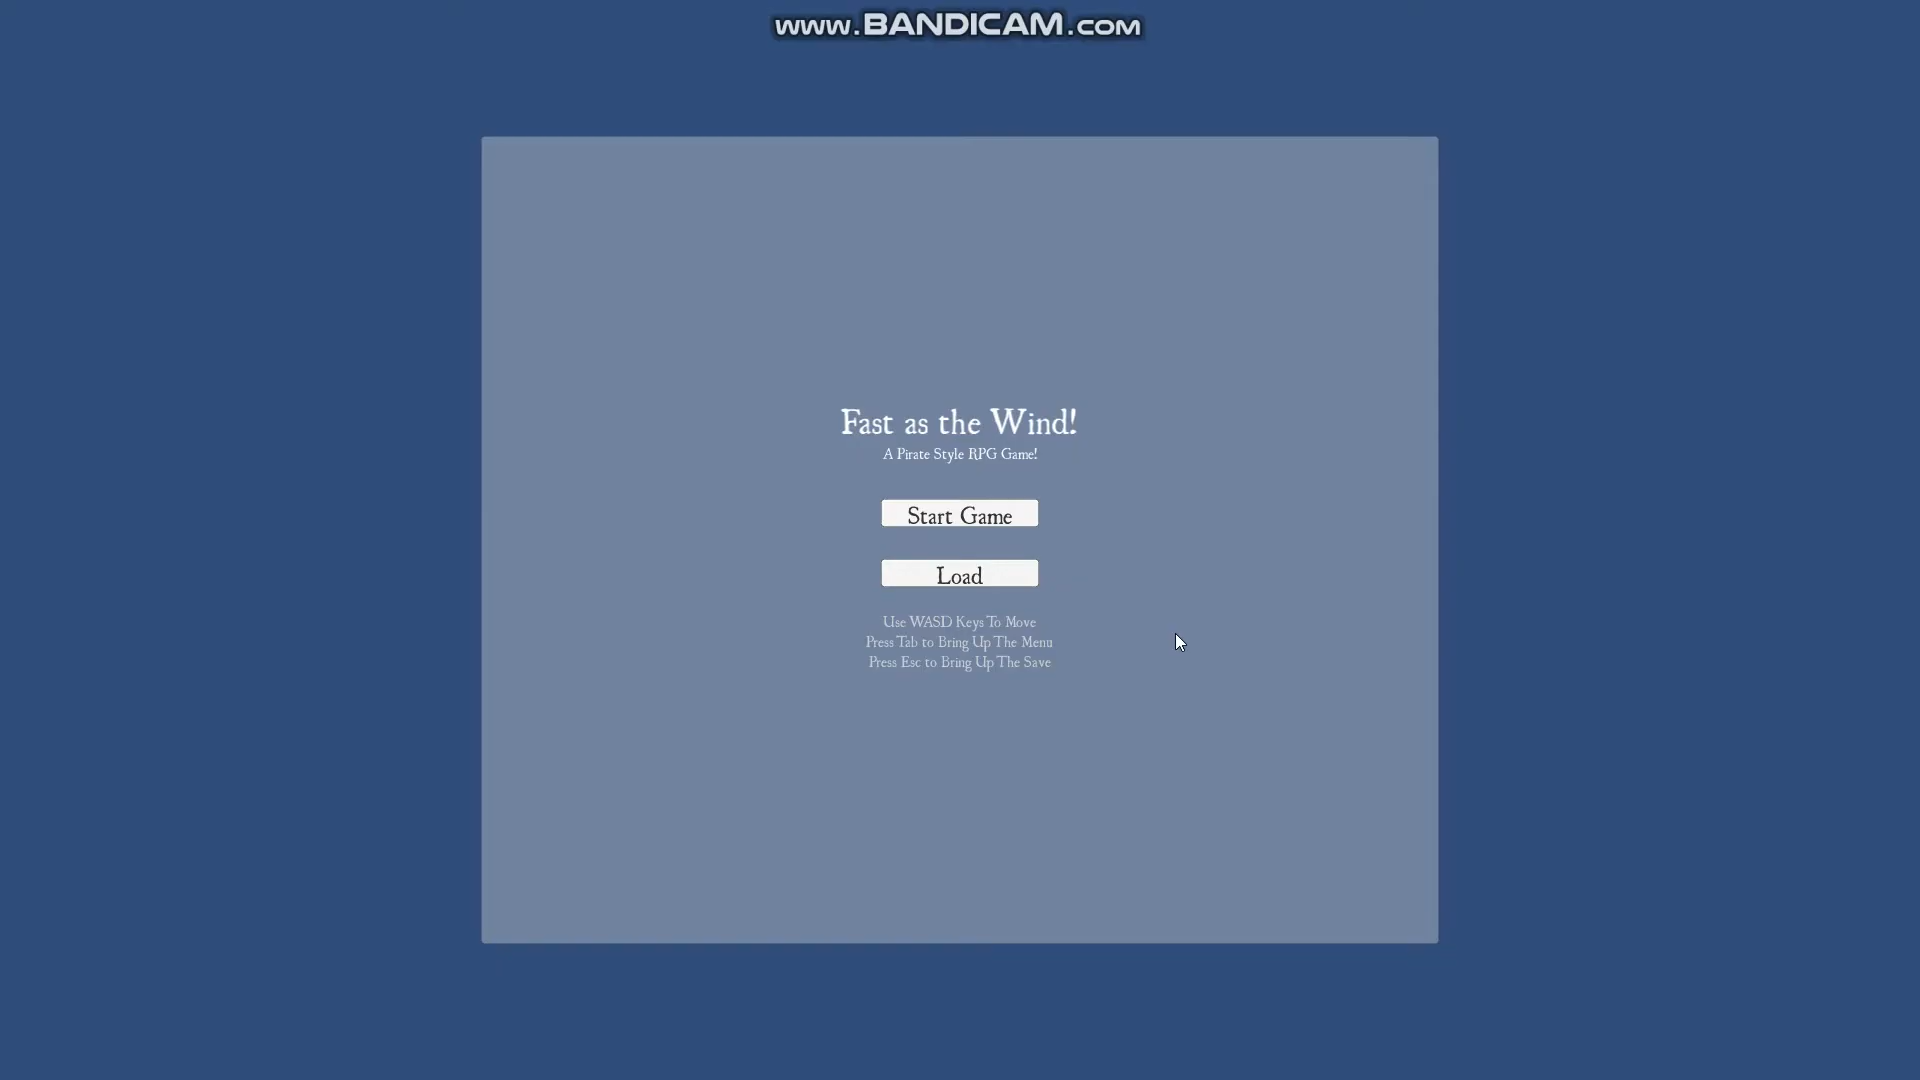 www.BANDICAM.com
Fast as the Wind!
A Pirate Style RPG Game!
Start Game
Load
Use WASD Keys To Move
Press Tab to Bring Up The Menu
Press Esc to Bring Up The Save